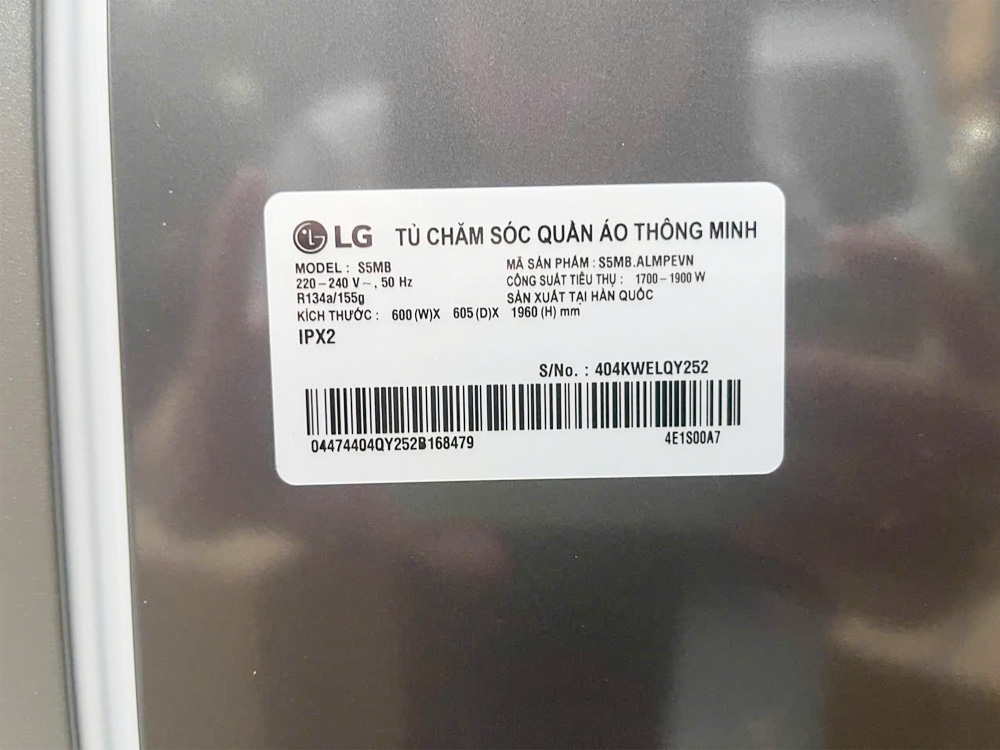 LG TỦ CHĂM SÓC QUẦN ÁO THÔNG MINH
MODEL : S5MB
220-240 V~, 50 Hz
R134a/155g
MÃ SẢN PHẨM : S5MB.ALMPEVN
CÔNG SUẤT TIÊU THỤ : 1700-1900 W
SẢN XUẤT TẠI HÀN QUỐC
KÍCH THƯỚC : 600 (W)X 605 (D)X 1960 (H) mm
IPX2
S/No. : 404KWELQY252
04474404QY252B168479 4E1S00A7